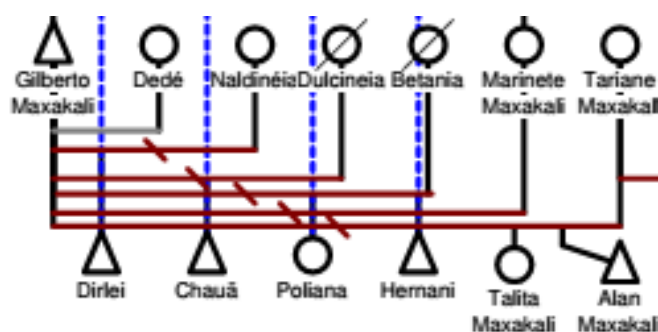 Gilberto Dedé Naldinéia Dulcineia Betania Marinete Tariane
Maxakali Maxakali Maxakali
Dirlei Chauã Poliana Hernani Talita Alan
Maxakali Maxakali